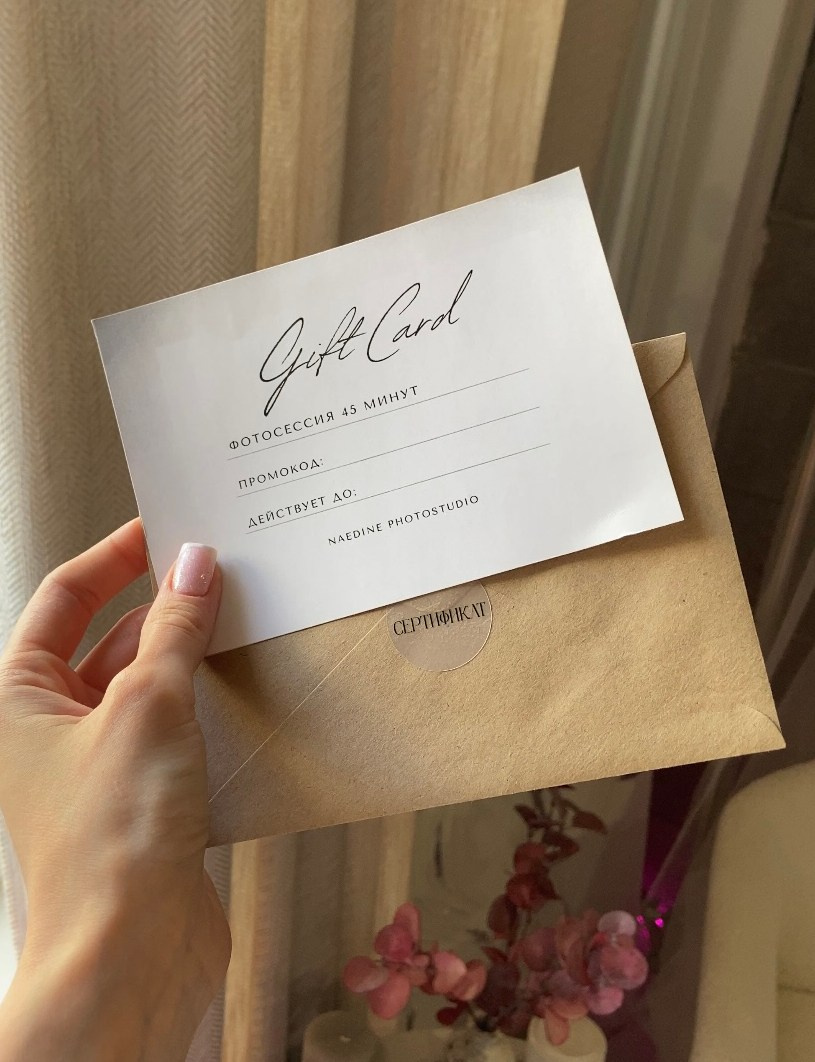 Gift Card
ФОТОСЕССИЯ 45 МИНУТ
ПРОМОКОД:
ДЕЙСТВУЕТ ДО:
NAEDINE PHOTOSTUDIO
СЕРТИФИКАТ